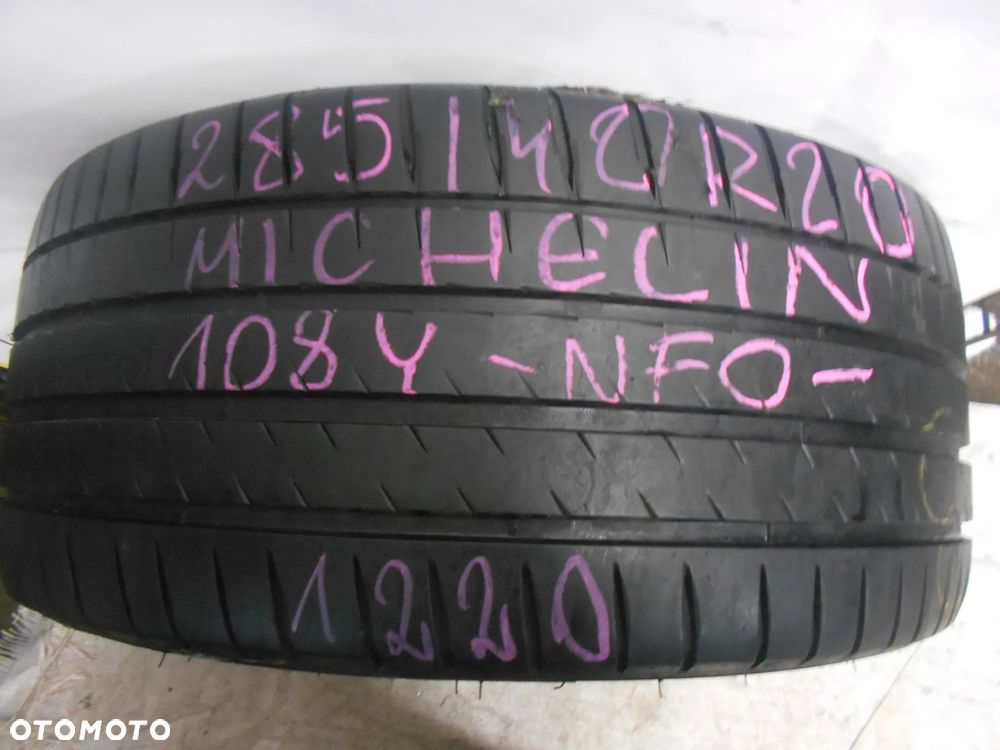 285/40R20
MICHELIN
108Y -NFO-
1220
OTOMOTO